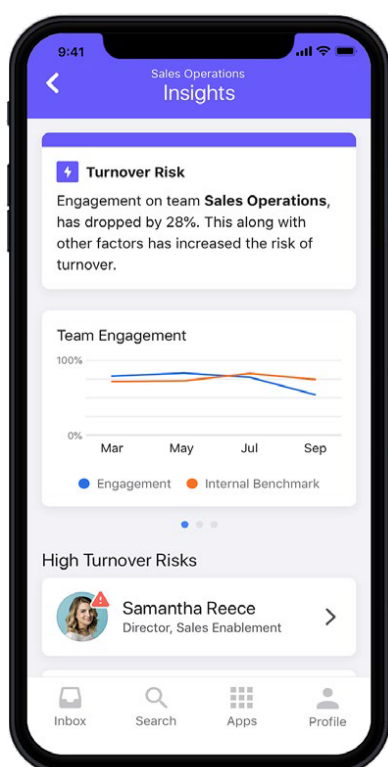 9:41
Sales Operations
Insights
Turnover Risk
Engagement on team Sales Operations,
has dropped by 28%. This along with
other factors has increased the risk of
turnover.
Team Engagement
100%
0%
Mar May Jul Sep
Engagement Internal Benchmark
High Turnover Risks
Samantha Reece
Director, Sales Enablement
Inbox Search Apps Profile